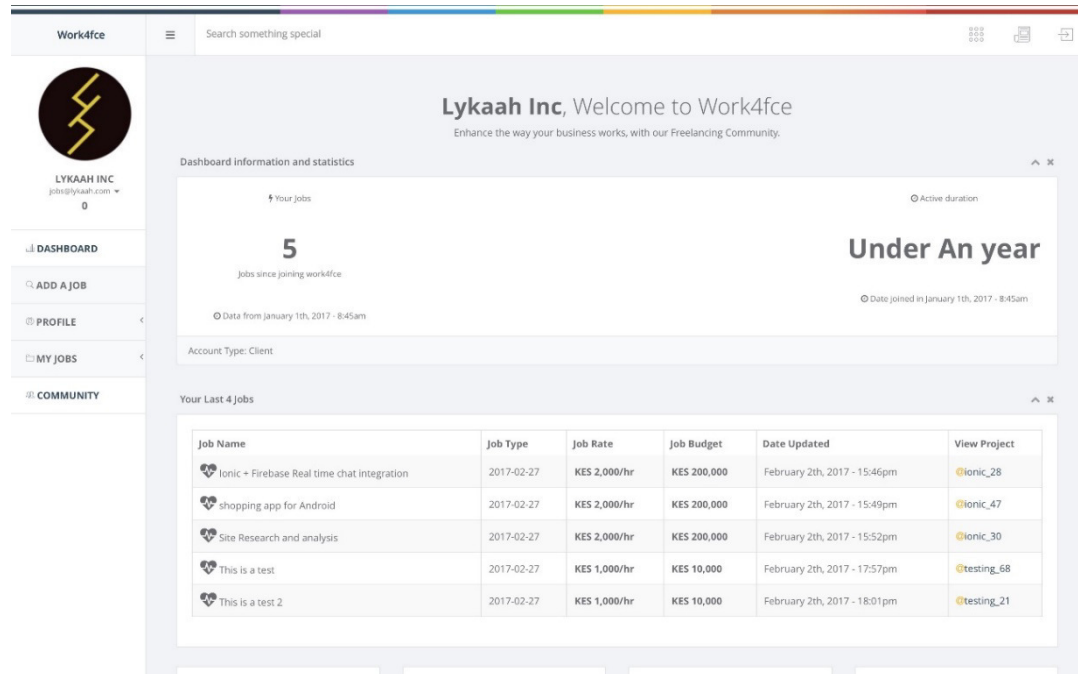 Work4fce
Search something special
LYKAAH INC
jobs@lykaah.com
0
DASHBOARD
ADD A JOB
PROFILE
MY JOBS
COMMUNITY
Lykaah Inc, Welcome to Work4fce
Enhance the way your business works, with our Freelancing Community.
Dashboard information and statistics
Your Jobs
5
Jobs since joining work4fce
Data from January 1th, 2017 - 8:45am
Active duration
Under An year
Date joined in January 1th, 2017 - 8:45am
Account Type: Client
Your Last 4 Jobs
Job Name Job Type Job Rate Job Budget Date Updated View Project
Ionic + Firebase Real time chat integration 2017-02-27 KES 2,000/hr KES 200,000 February 2th, 2017 - 15:46pm @ionic_28
shopping app for Android 2017-02-27 KES 2,000/hr KES 200,000 February 2th, 2017 - 15:49pm @ionic_47
Site Research and analysis 2017-02-27 KES 2,000/hr KES 200,000 February 2th, 2017 - 15:52pm @ionic_30
This is a test 2017-02-27 KES 1,000/hr KES 10,000 February 2th, 2017 - 17:57pm @testing_68
This is a test 2 2017-02-27 KES 1,000/hr KES 10,000 February 2th, 2017 - 18:01pm @testing_21